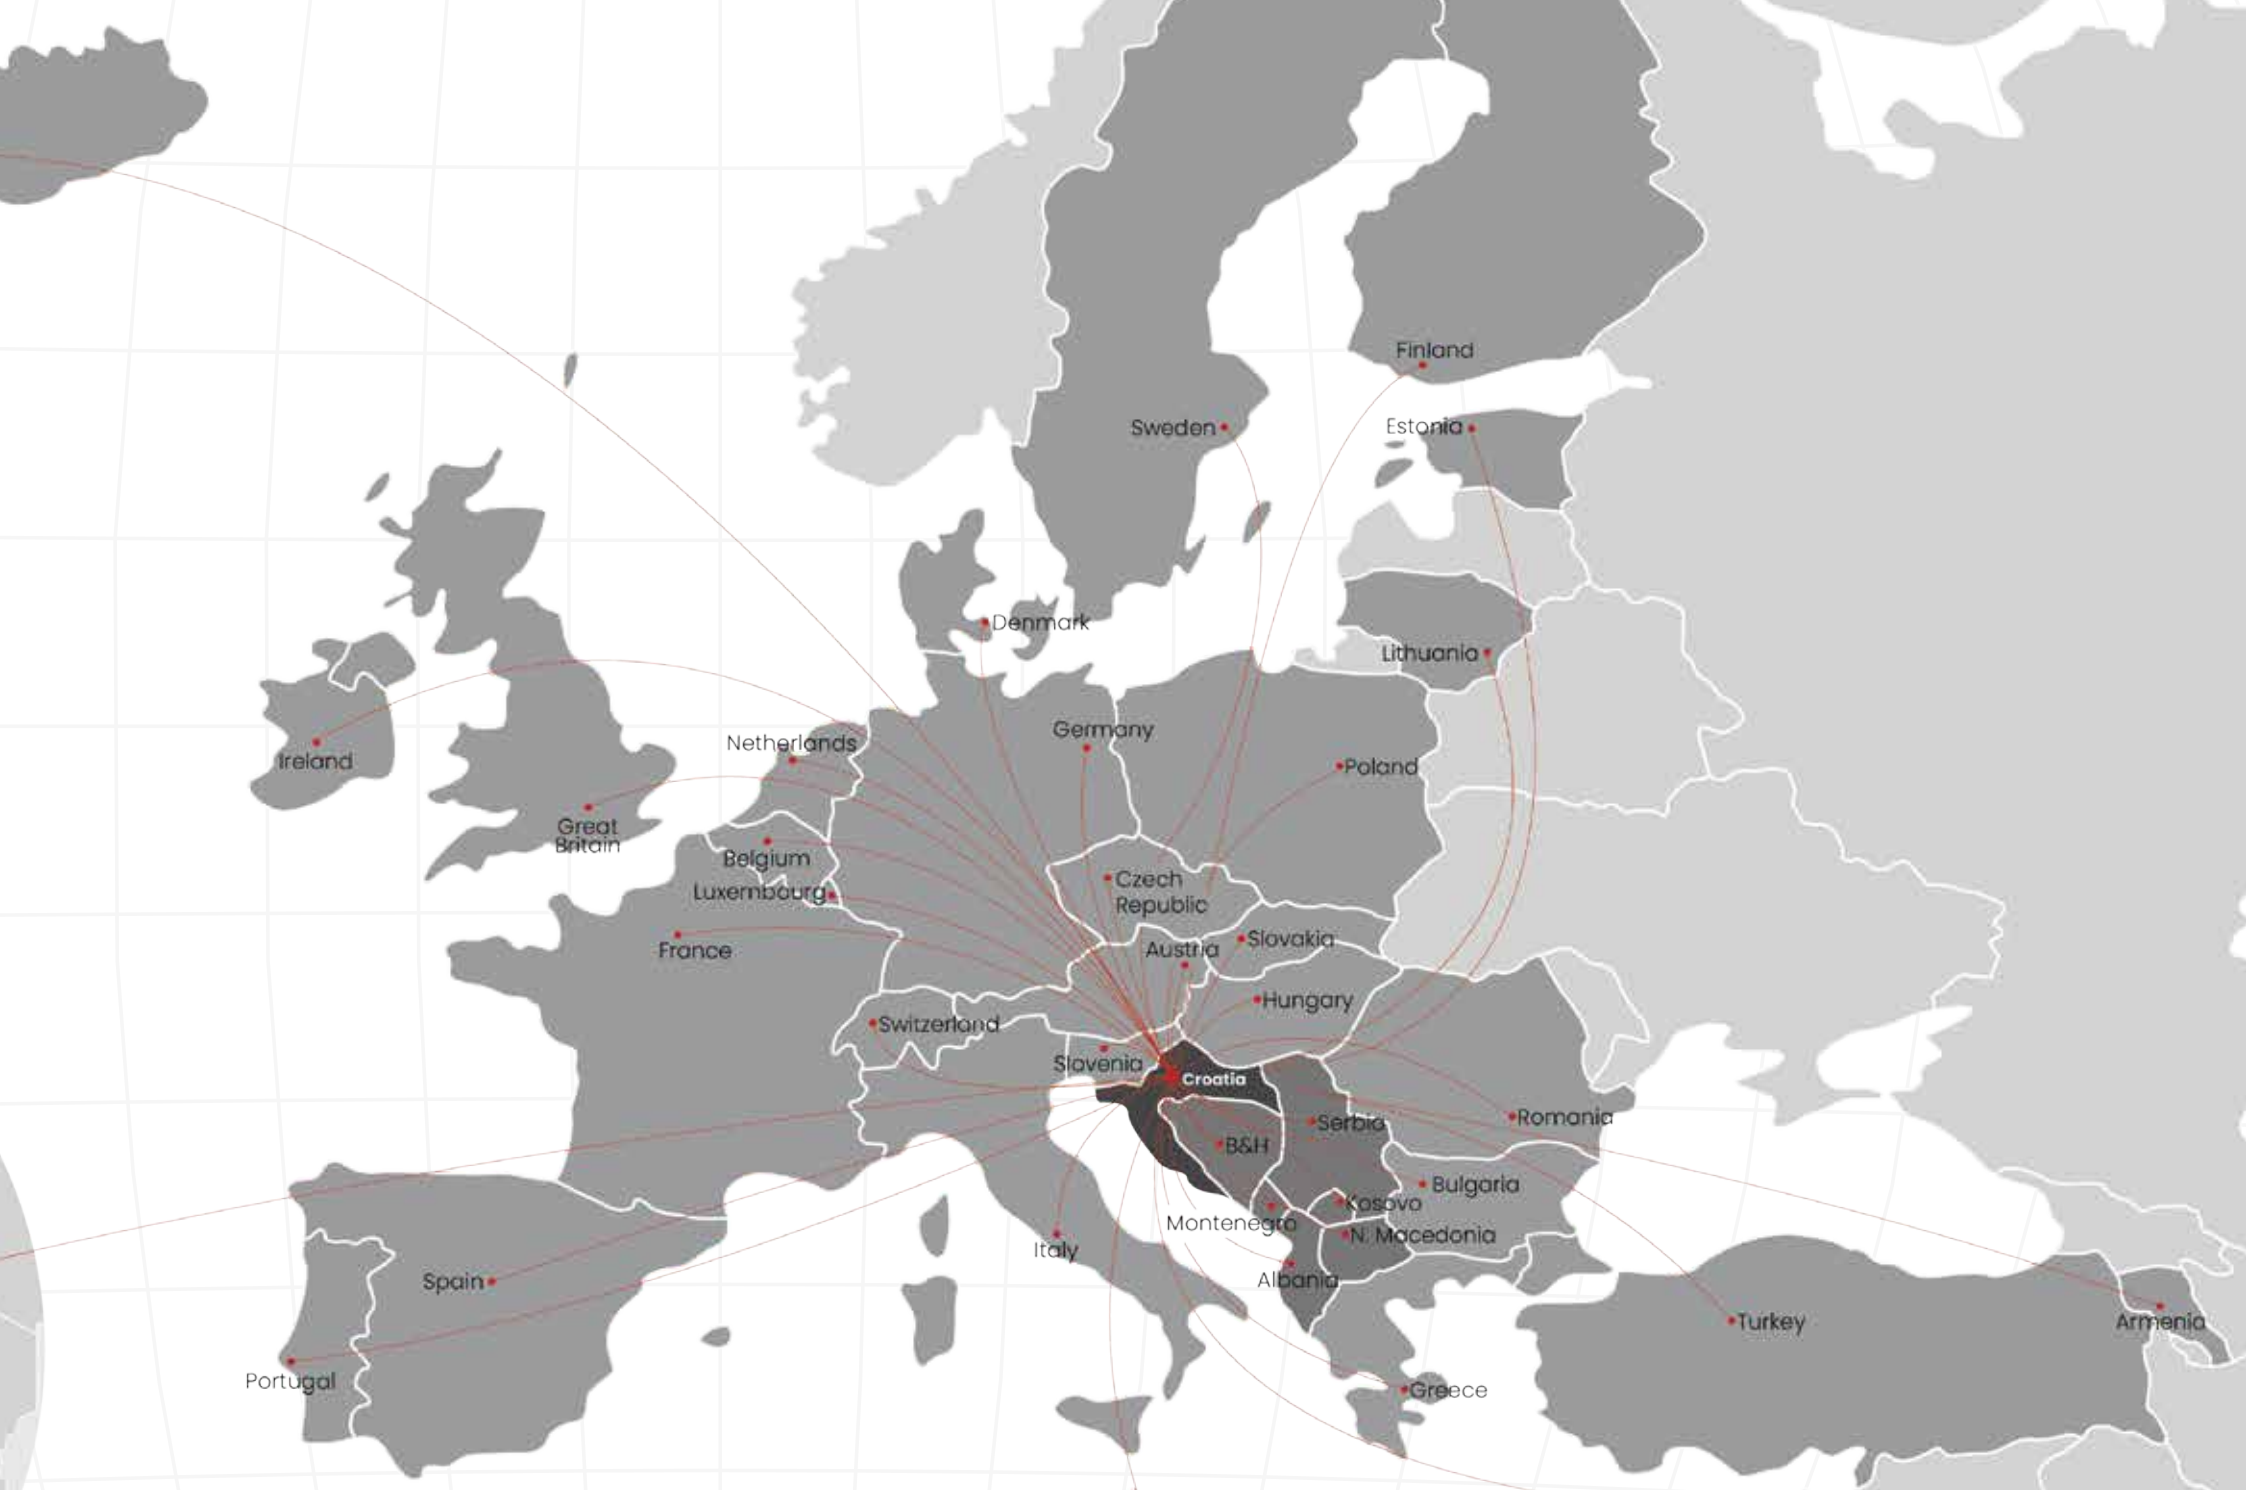 Finland
Sweden
Estonia
Denmark
Lithuania
Germany
Netherlands
Ireland
Poland
Great
Britain
Belgium
Czech
Republic
Luxembourg
France
Slovakia
Austria
Hungary
Switzerland
Slovenia
Croatia
Romania
Serbia
B&H
Bulgaria
Kosovo
Montenegro
N. Macedonia
Italy
Albania
Spain
Turkey
Armenia
Portugal
Greece